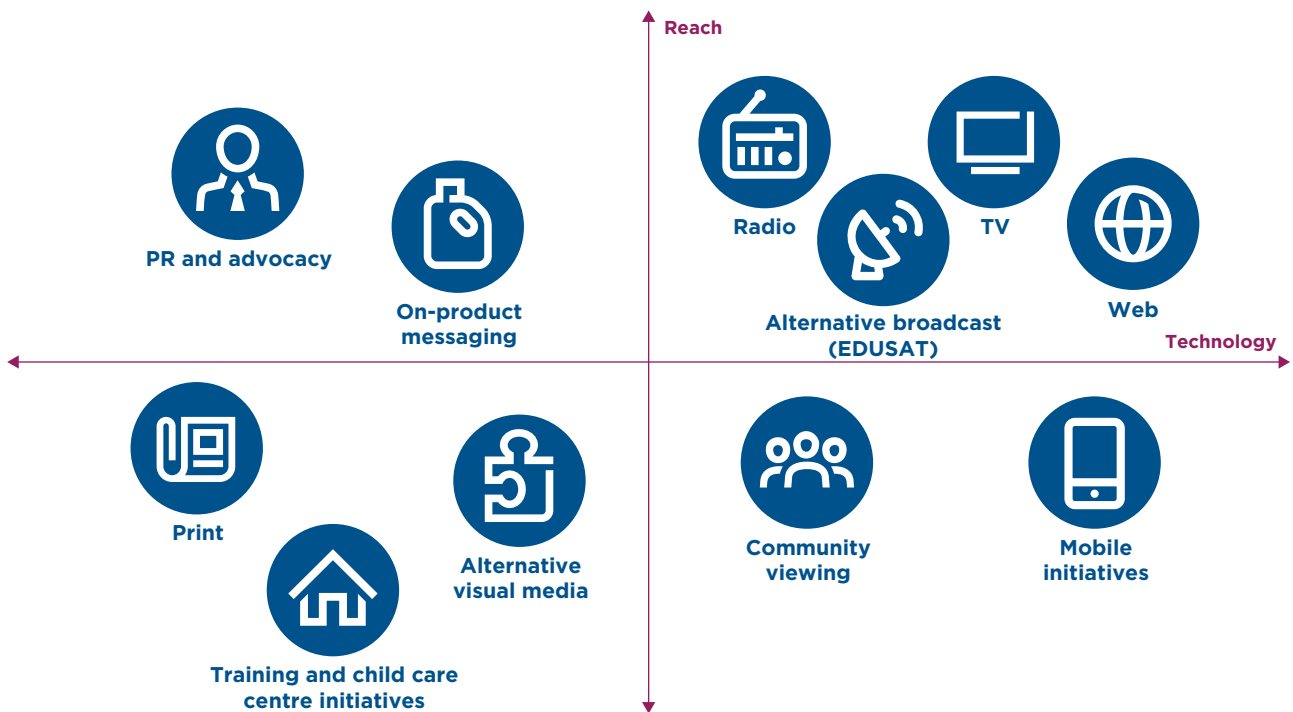 Reach
PR and advocacy
On-product
messaging
Radio
TV
Alternative broadcast
(EDUSAT)
Web
Technology
Print
Alternative
visual media
Training and child care
centre initiatives
Community
viewing
Mobile
initiatives